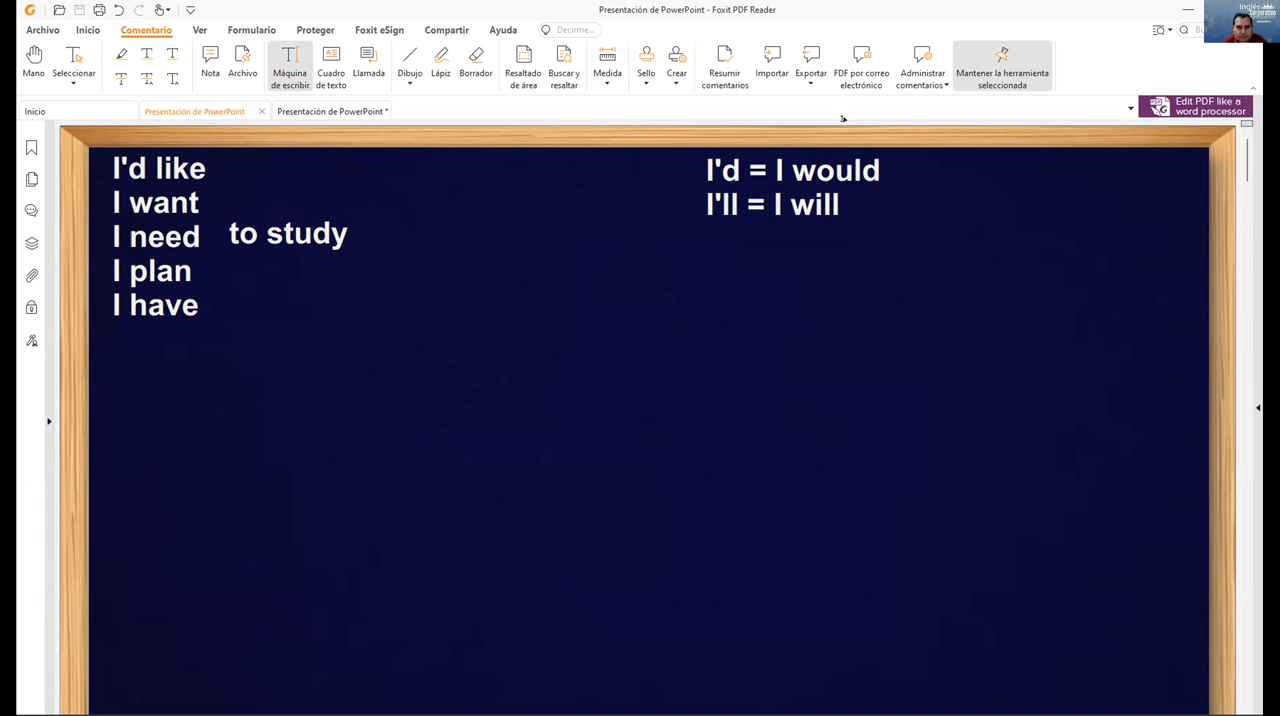 Presentación de PowerPoint - Foxit PDF Reader
Inglés
Corporativo
Archivo Inicio Comentario Ver Formulario Proteger Foxit eSign Compartir Ayuda Decirme...
Mano
Seleccionar
Nota
Archivo
Máquina
de escribir
Cuadro
de texto
Llamada
Dibujo
Lápiz
Borrador
Resaltado
de área
Buscar y
resaltar
Medida
Sello
Crear
Resumir
comentarios
Importar
Exportar
FDF por correo
electrónico
Administrar
comentarios
Mantener la herramienta
seleccionada
Inicio
Presentación de PowerPoint
Presentación de PowerPoint *
Edit PDF like a
word processor
I'd like
I want
I need to study
I plan
I have
I'd = I would
I'll = I will